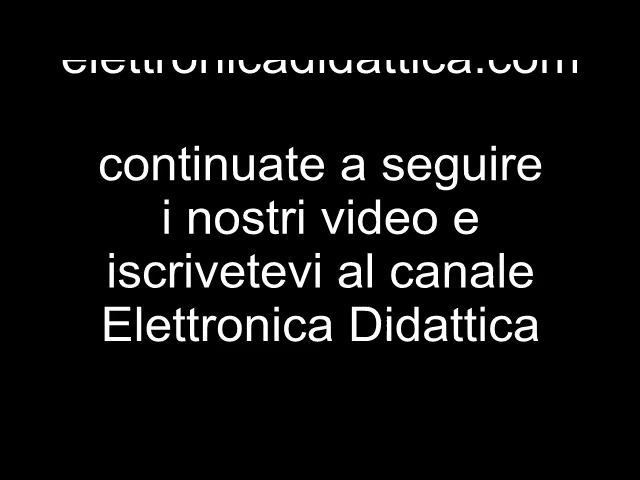 elettronicadidattica.com
continuate a seguire
i nostri video e
iscrivetevi al canale
Elettronica Didattica